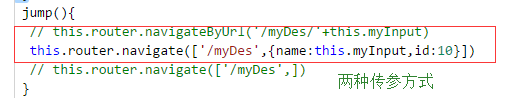 jump(){
// this.router.navigateByUrl('/myDes/'+this.myInput)
this.router.navigate(['/myDes',{name:this.myInput,id:10}])
// this.router.navigate(['/myDes',])
两种传参方式
}